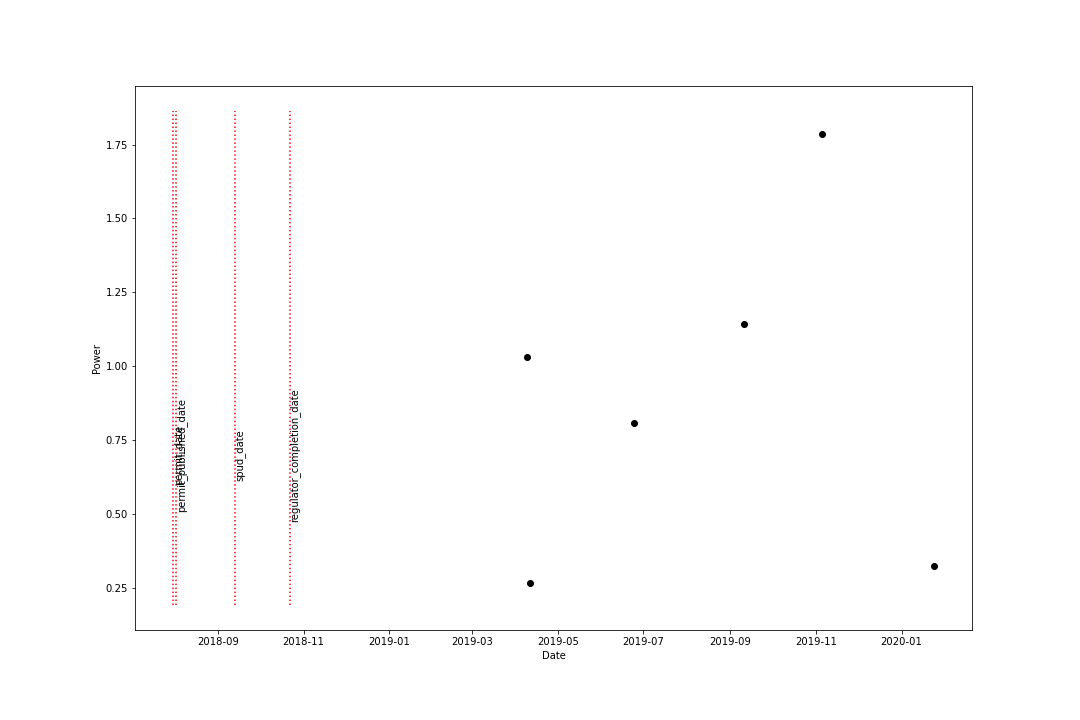 1.75
1.50
1.25
1.00
0.75
0.50
0.25
Power
permit_date
permit_published_date
spud_date
regulator_completion_date
2018-09
2018-11
2019-01
2019-03
2019-05
2019-07
2019-09
2019-11
2020-01
Date